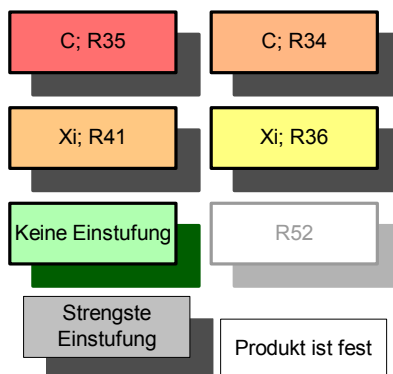 C; R35
C; R34
Xi; R41
Xi; R36
Keine Einstufung
R52
Strengste
Einstufung
Produkt ist fest